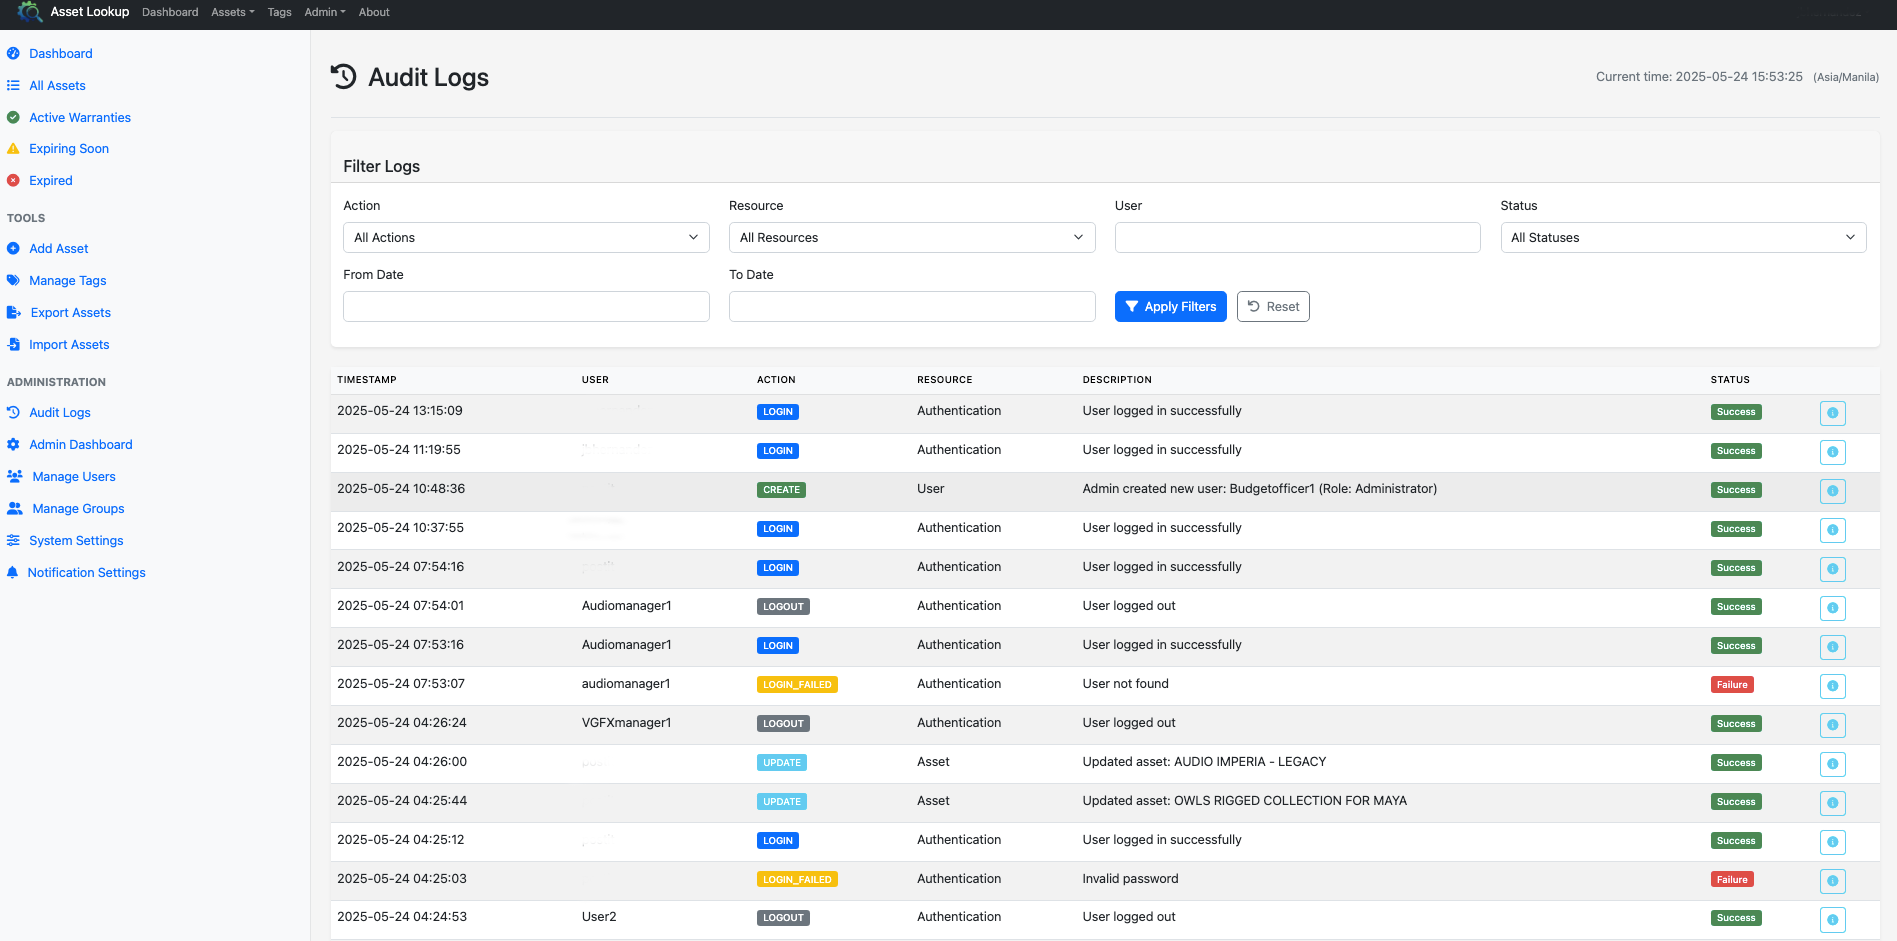 Asset Lookup Dashboard Assets Tags Admin About
Dashboard
All Assets
Active Warranties
Expiring Soon
Expired
TOOLS
Add Asset
Manage Tags
Export Assets
Import Assets
ADMINISTRATION
Audit Logs
Admin Dashboard
Manage Users
Manage Groups
System Settings
Notification Settings
Audit Logs
Current time: 2025-05-24 15:53:25 (Asia/Manila)
Filter Logs
Action Resource User Status
All Actions All Resources All Statuses
From Date To Date
Apply Filters Reset
TIMESTAMP USER ACTION RESOURCE DESCRIPTION STATUS
2025-05-24 13:15:09 LOGIN Authentication User logged in successfully Success
2025-05-24 11:19:55 LOGIN Authentication User logged in successfully Success
2025-05-24 10:48:36 CREATE User Admin created new user: Budgetofficer1 (Role: Administrator) Success
2025-05-24 10:37:55 LOGIN Authentication User logged in successfully Success
2025-05-24 07:54:16 LOGIN Authentication User logged in successfully Success
2025-05-24 07:54:01 Audiomanager1 LOGOUT Authentication User logged out Success
2025-05-24 07:53:16 Audiomanager1 LOGIN Authentication User logged in successfully Success
2025-05-24 07:53:07 audiomanager1 LOGIN_FAILED Authentication User not found Failure
2025-05-24 04:26:24 VGFXmanager1 LOGOUT Authentication User logged out Success
2025-05-24 04:26:00 UPDATE Asset Updated asset: AUDIO IMPERIA - LEGACY Success
2025-05-24 04:25:44 UPDATE Asset Updated asset: OWLS RIGGED COLLECTION FOR MAYA Success
2025-05-24 04:25:12 LOGIN Authentication User logged in successfully Success
2025-05-24 04:25:03 LOGIN_FAILED Authentication Invalid password Failure
2025-05-24 04:24:53 User2 LOGOUT Authentication User logged out Success